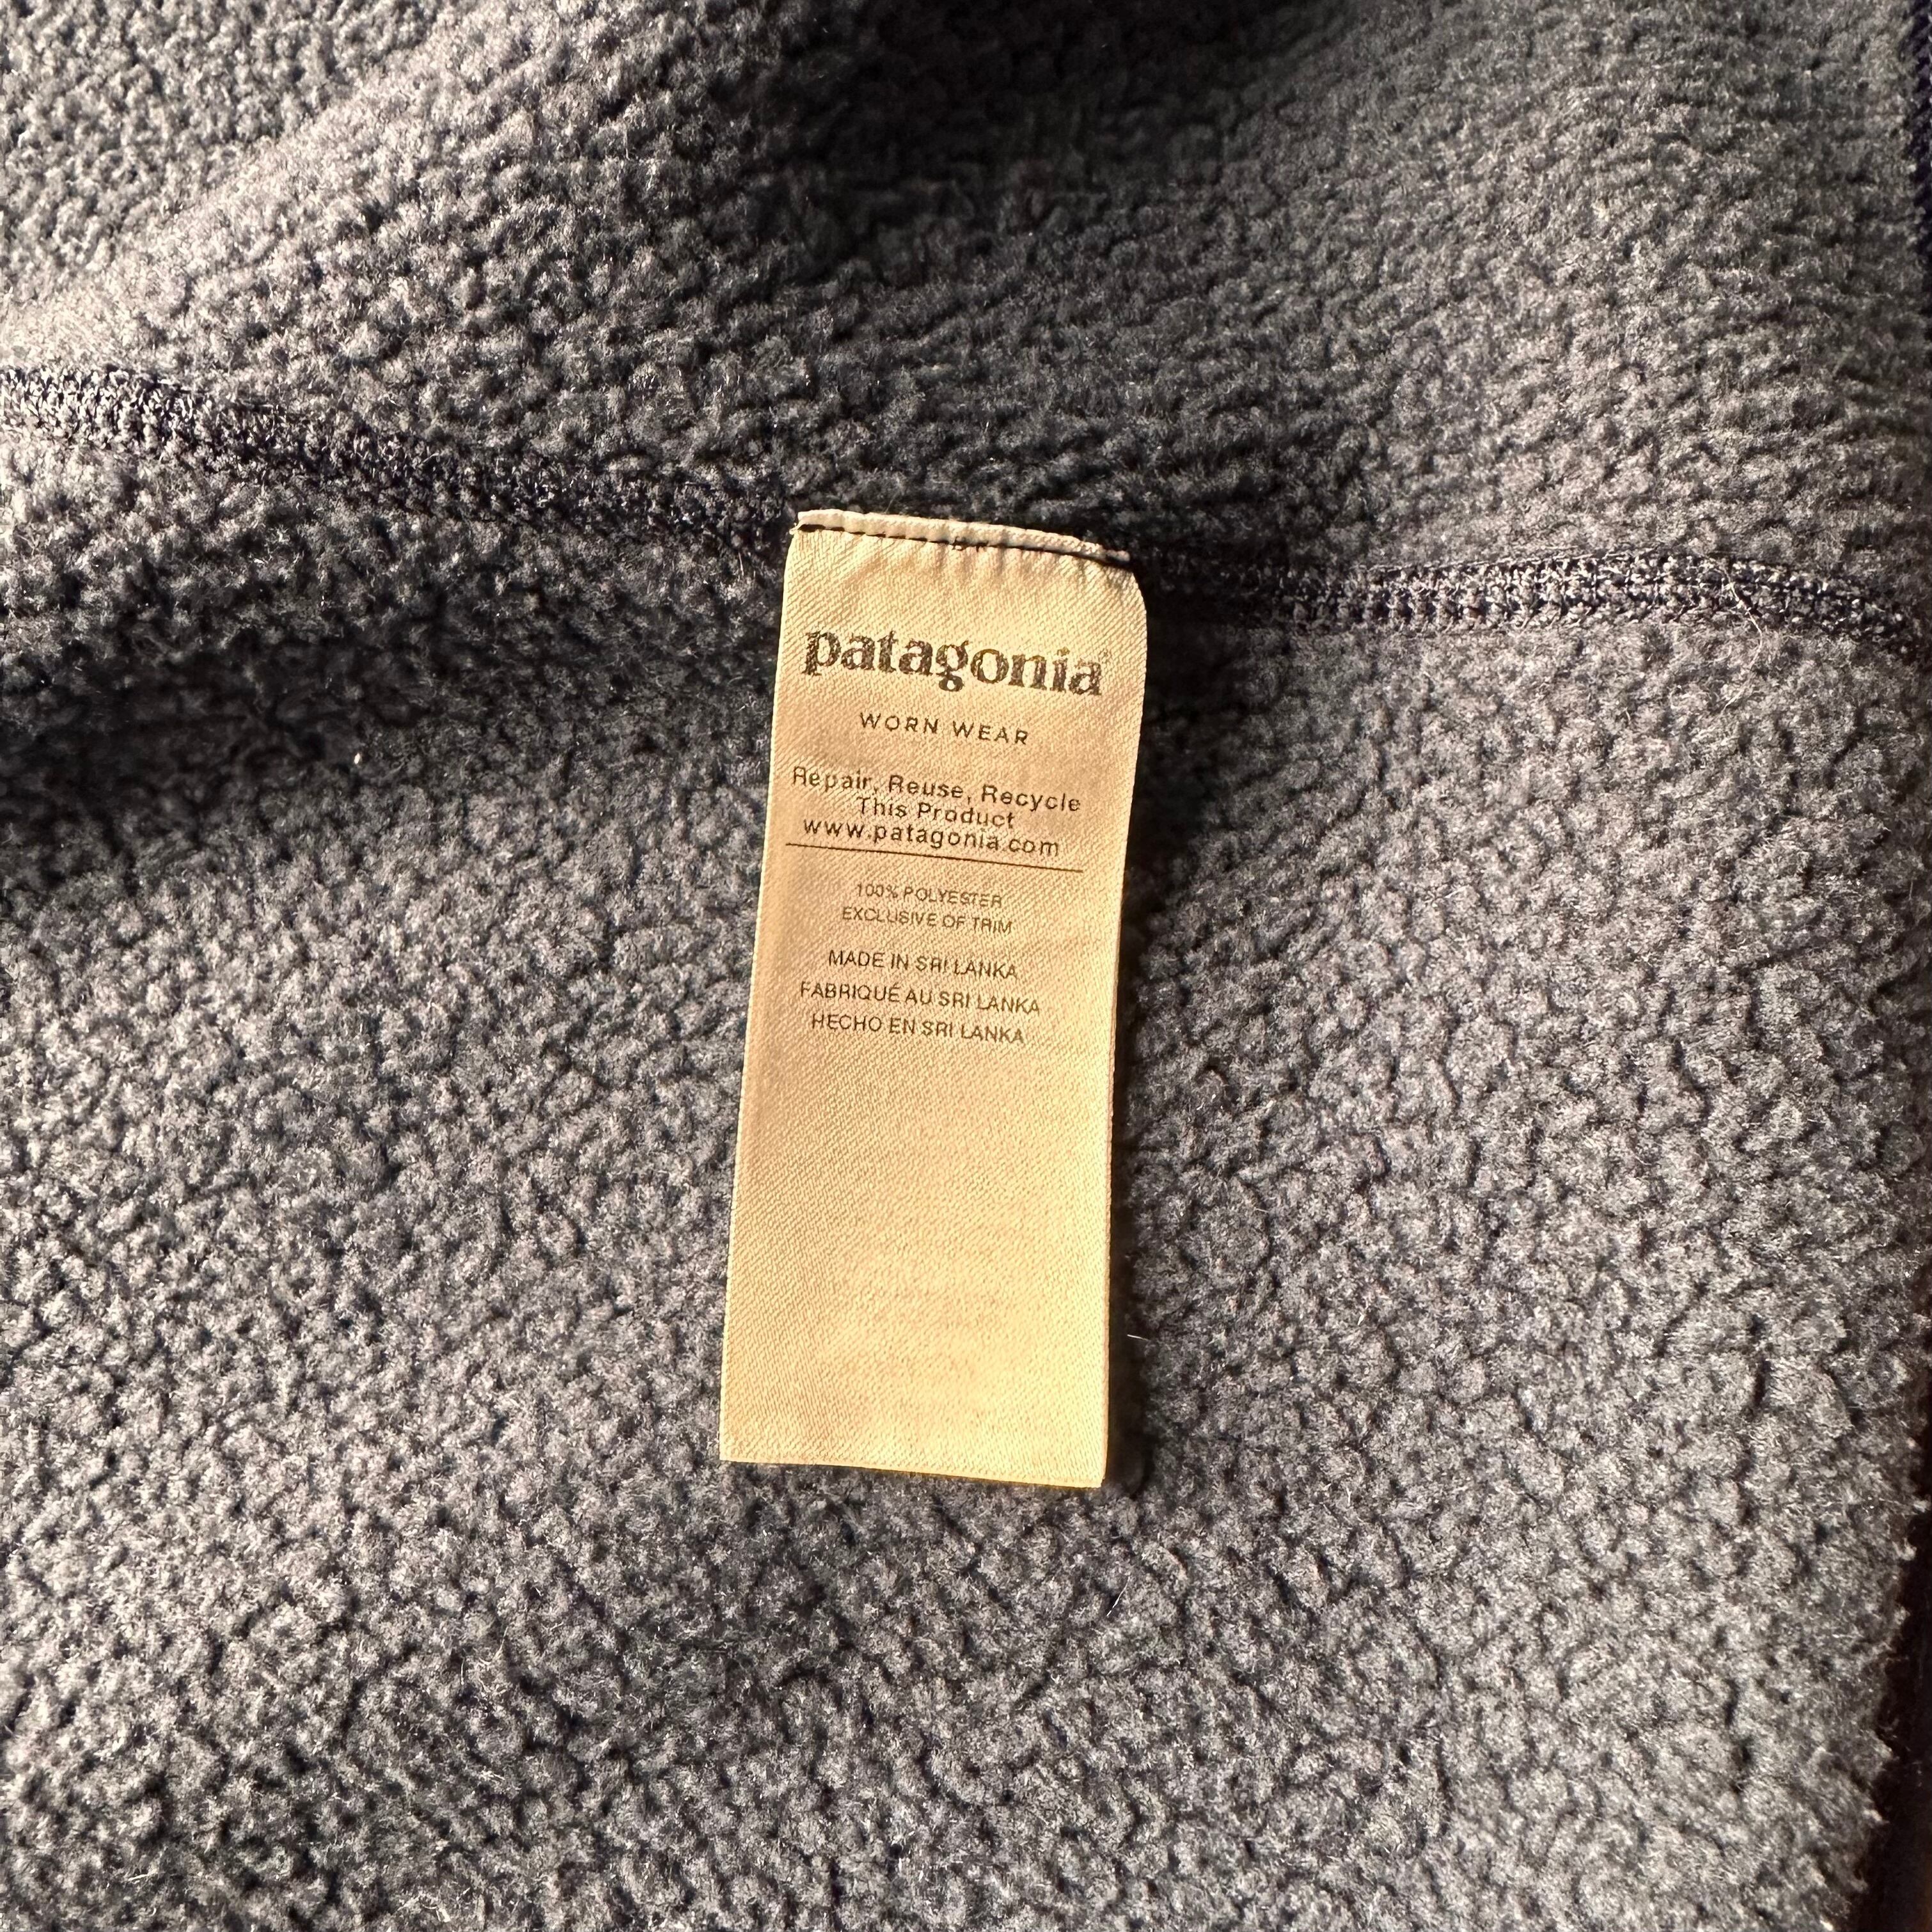 patagonia®
WORN WEAR
Repair, Reuse, Recycle
This Product
www.patagonia.com
100% POLYESTER
EXCLUSIVE OF TRIM
MADE IN SRI LANKA
FABRIQUÉ AU SRI LANKA
HECHO EN SRI LANKA